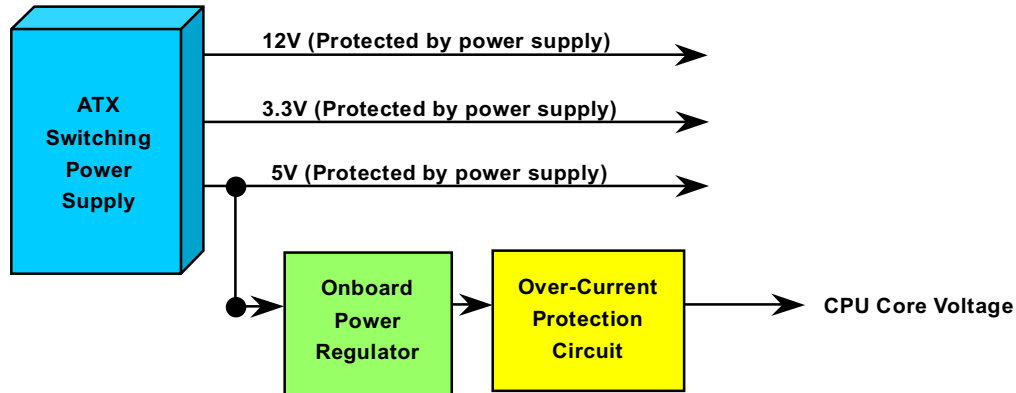 12V (Protected by power supply)
ATX
Switching
Power
Supply
3.3V (Protected by power supply)
5V (Protected by power supply)
Onboard
Power
Regulator
Over-Current
Protection
Circuit
CPU Core Voltage